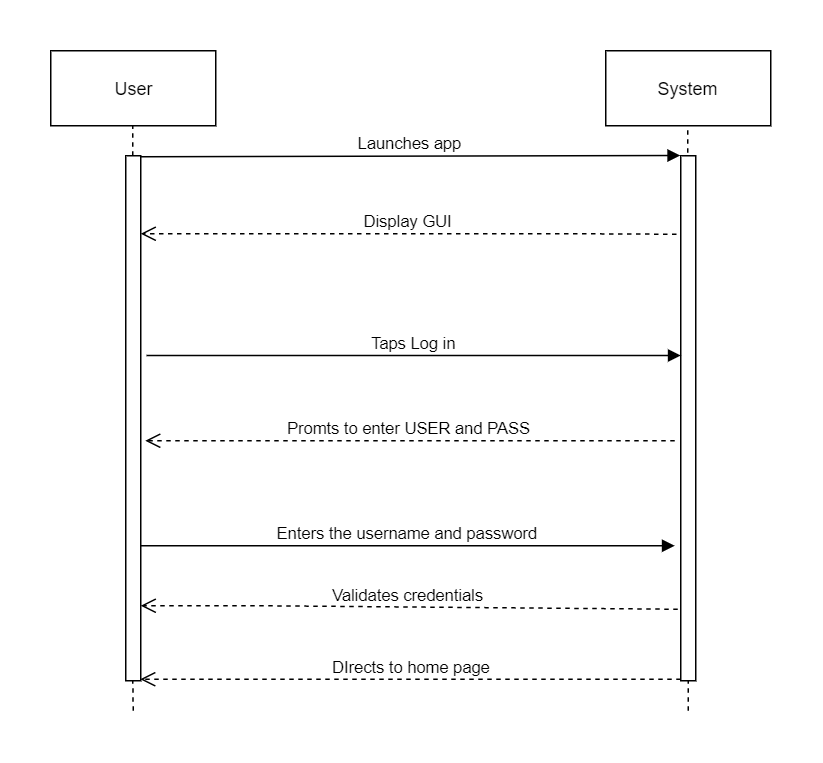 User
System
Launches app
Display GUI
Taps Log in
Promts to enter USER and PASS
Enters the username and password
Validates credentials
DIrects to home page